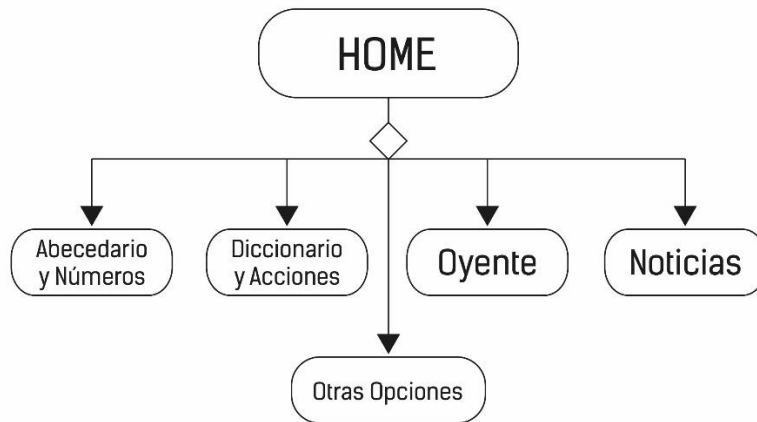 HOME
Abecedario
y Números
Diccionario
y Acciones
Oyente
Noticias
Otras Opciones